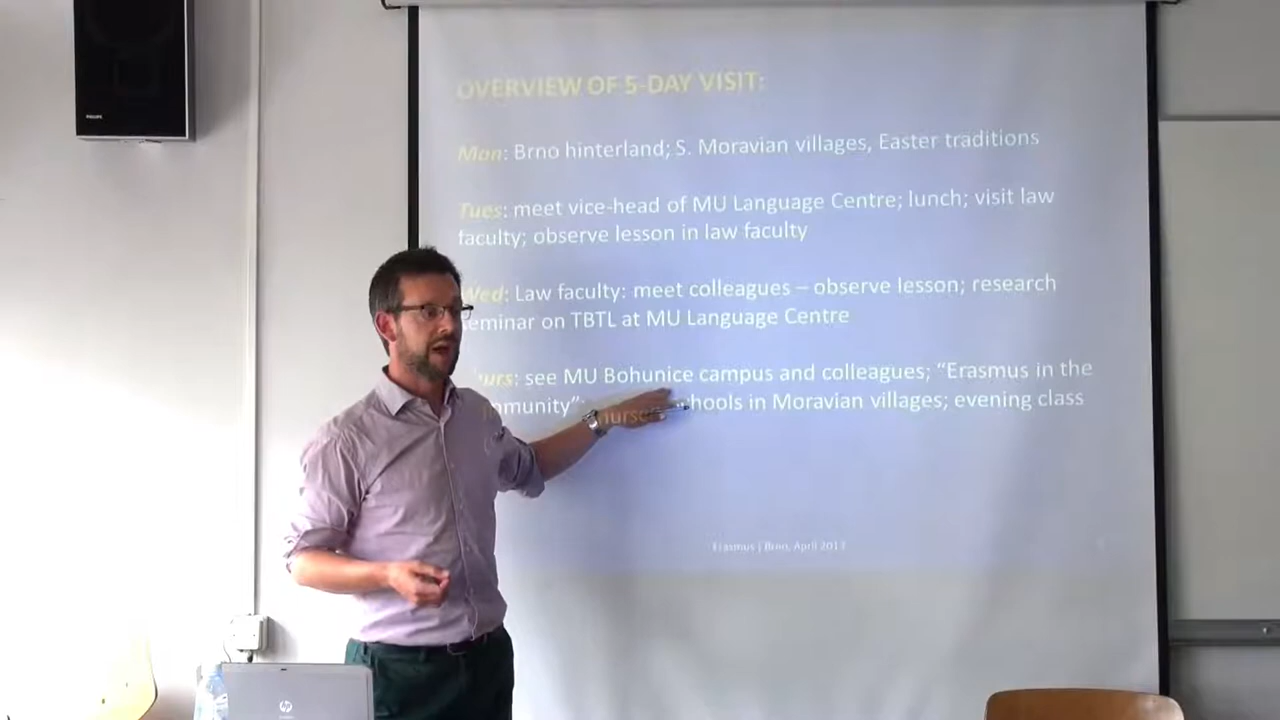 PHILIPS
OVERVIEW OF 5-DAY VISIT:
Mon: Brno hinterland; S. Moravian villages, Easter traditions
Tues: meet vice-head of MU Language Centre; lunch; visit law
faculty; observe lesson in law faculty
Wed: Law faculty: meet colleagues – observe lesson; research
seminar on TBTL at MU Language Centre
see MU Bohunice campus and colleagues; “Erasmus in the
in Moravian villages; evening class
Erasmus | Brno, April 2017
hp